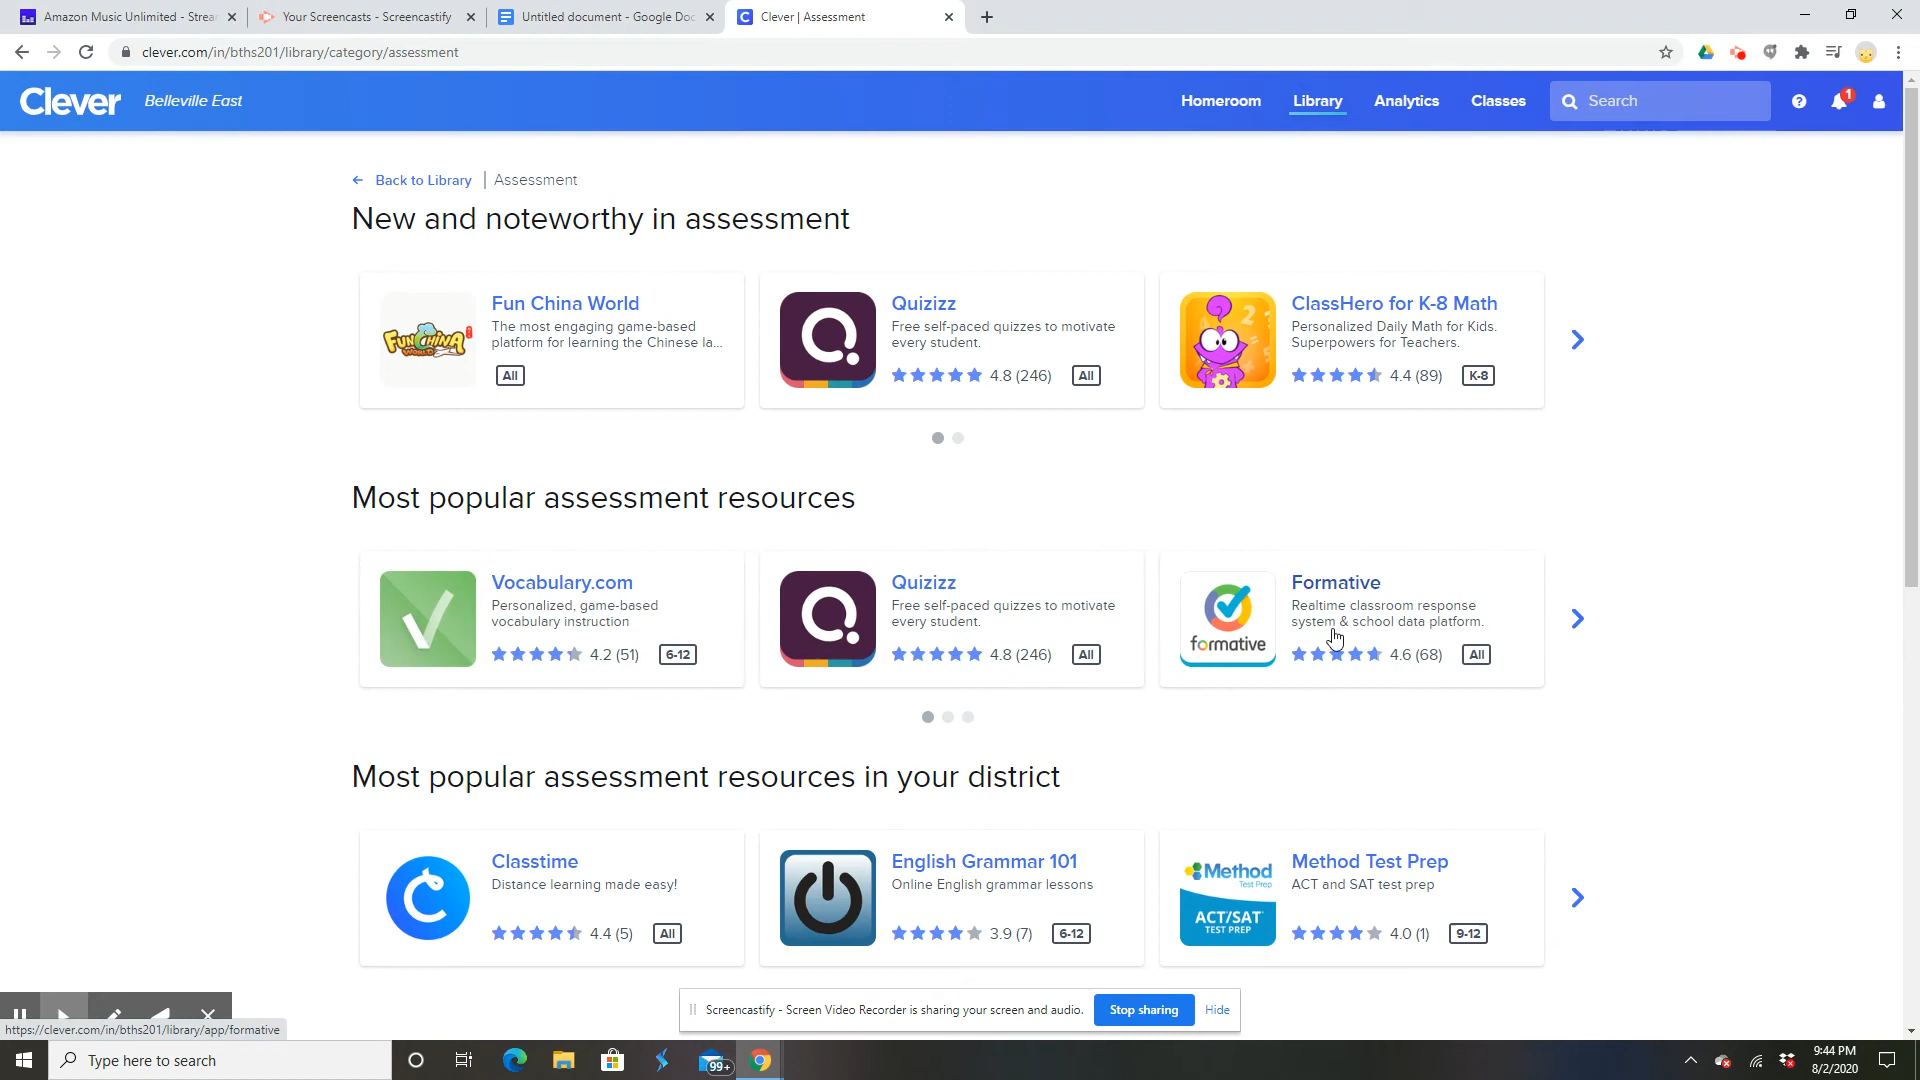 Amazon Music Unlimited - Strea
Your Screencasts - Screencastify
Untitled document - Google Doc
Clever | Assessment
clever.com/in/bths201/library/category/assessment
Clever
Belleville East
Homeroom
Library
Analytics
Classes
Search
1
Back to Library | Assessment
New and noteworthy in assessment
FUN CHINA WORLD
Fun China World
The most engaging game-based
platform for learning the Chinese la...
All
Quizizz
Free self-paced quizzes to motivate
every student.
4.8 (246)
All
ClassHero for K-8 Math
Personalized Daily Math for Kids.
Superpowers for Teachers.
4.4 (89)
K-8
Most popular assessment resources
Vocabulary.com
Personalized, game-based
vocabulary instruction
4.2 (51)
6-12
Quizizz
Free self-paced quizzes to motivate
every student.
4.8 (246)
All
formative
Formative
Realtime classroom response
system & school data platform.
4.6 (68)
All
Most popular assessment resources in your district
Classtime
Distance learning made easy!
4.4 (5)
All
English Grammar 101
Online English grammar lessons
3.9 (7)
6-12
Method
Test Prep
ACT/SAT
TEST PREP
Method Test Prep
ACT and SAT test prep
4.0 (1)
9-12
Screencastify - Screen Video Recorder is sharing your screen and audio.
Stop sharing
Hide
https://clever.com/in/bths201/library/app/formative
Type here to search
99+
9:44 PM
8/2/2020